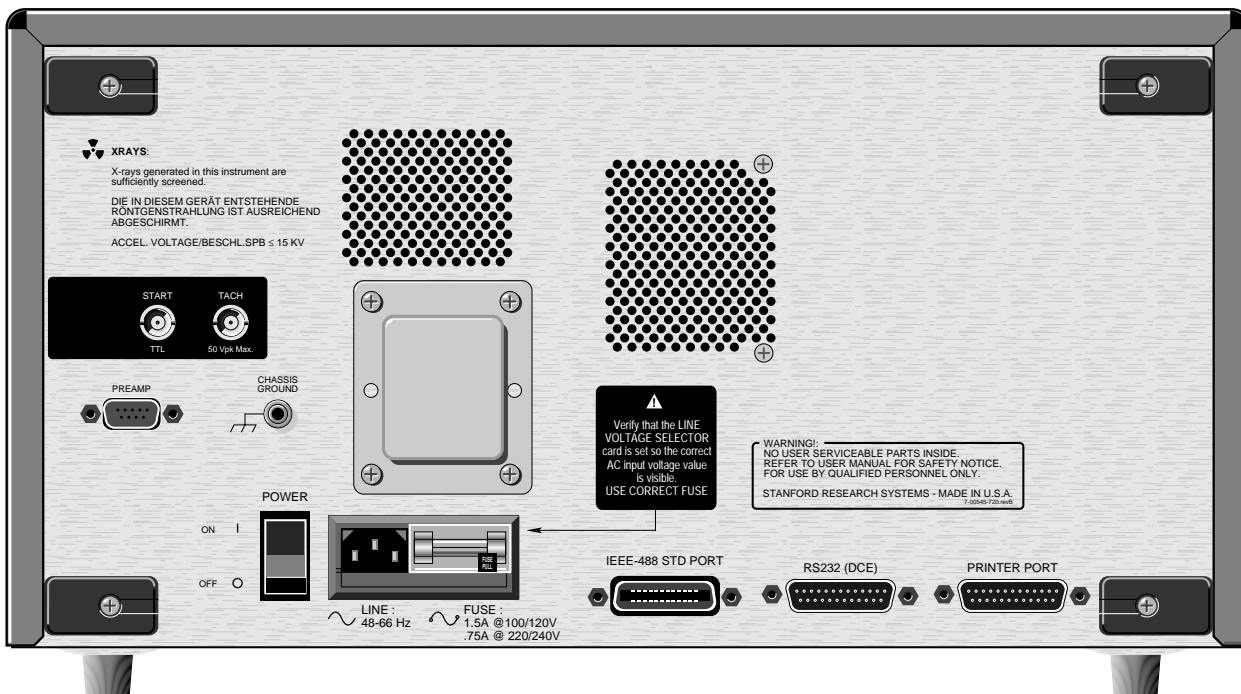 XRAYS:
X-rays generated in this instrument are
sufficiently screened.
DIE IN DIESEM GERÄT ENTSTEHENDE
RÖNTGENSTRAHLUNG IST AUSREICHEND
ABGESCHIRMT.
ACCEL. VOLTAGE/BESCHL.SPB ≤ 15 KV
START
TACH
TTL
50 Vpk Max.
PREAMP
CHASSIS
GROUND
Verify that the LINE
VOLTAGE SELECTOR
card is set so the correct
AC input voltage value
is visible.
USE CORRECT FUSE
WARNING!:
NO USER SERVICEABLE PARTS INSIDE.
REFER TO USER MANUAL FOR SAFETY NOTICE.
FOR USE BY QUALIFIED PERSONNEL ONLY.
STANFORD RESEARCH SYSTEMS - MADE IN U.S.A.
7-00545-720.revB
POWER
ON
I
OFF
O
FUSE
PULL
LINE :
48-66 Hz
FUSE :
1.5A @100/120V
.75A @ 220/240V
IEEE-488 STD PORT
RS232 (DCE)
PRINTER PORT